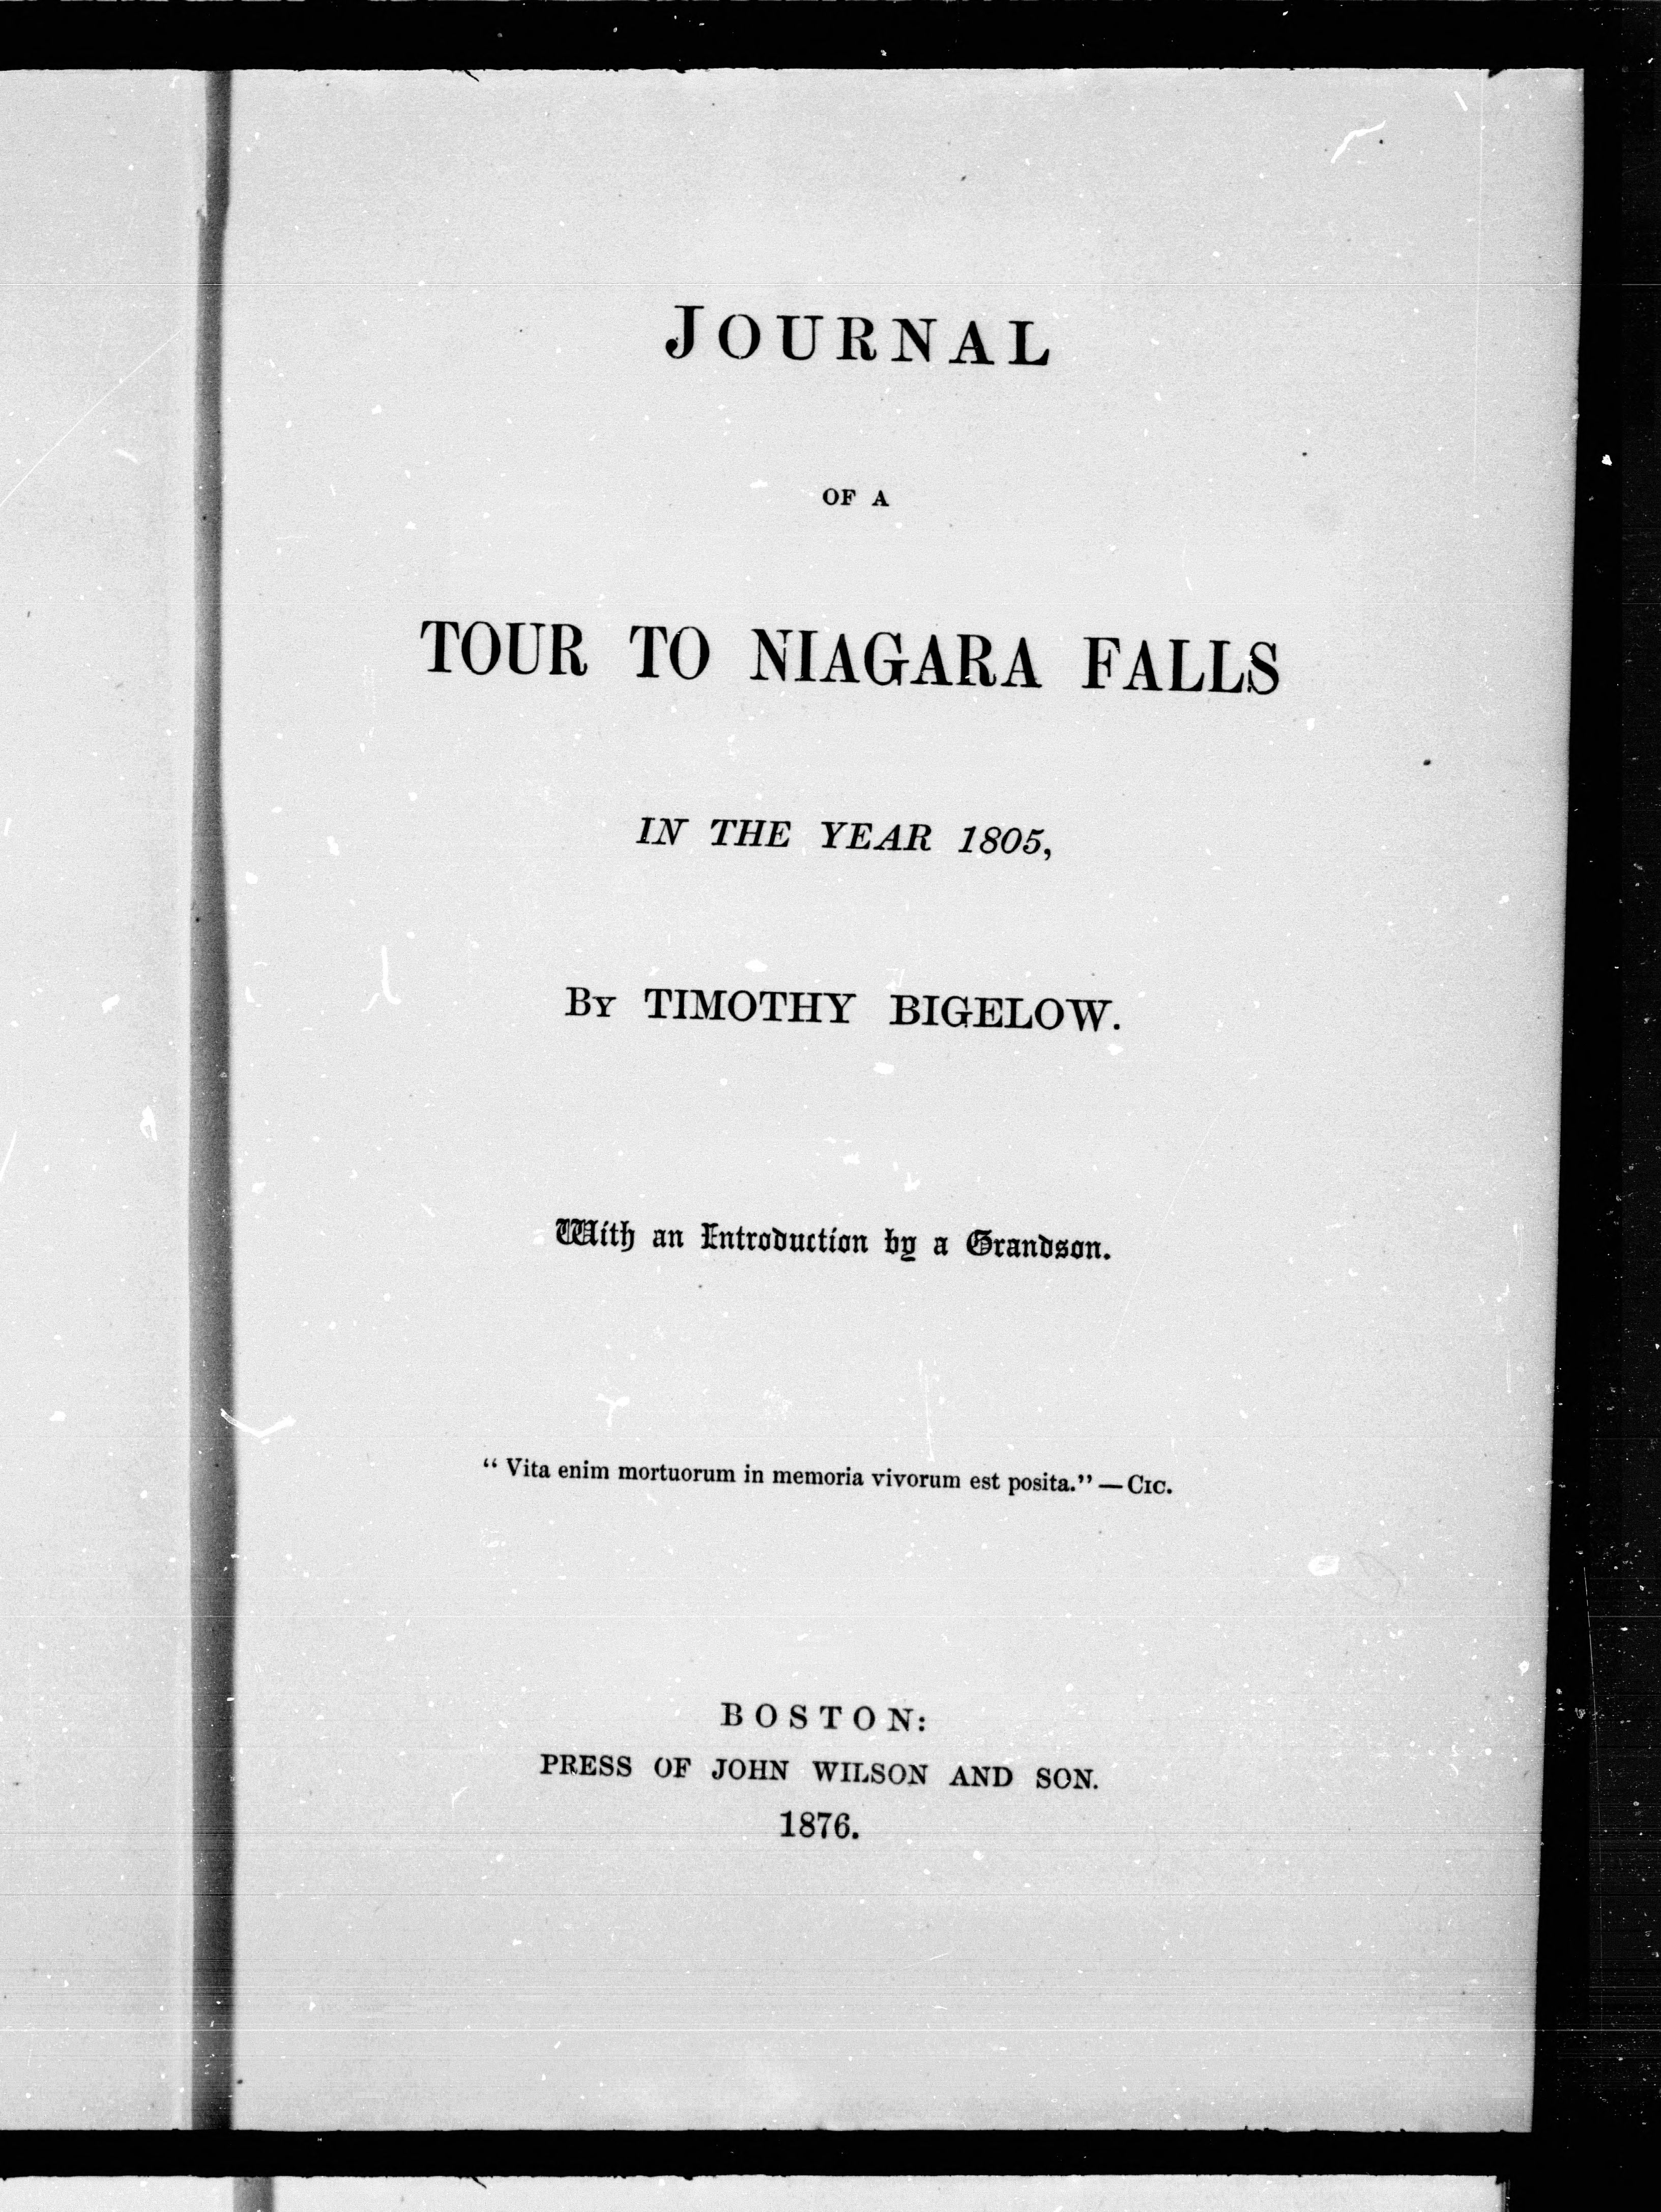 JOURNAL
OF A
TOUR TO NIAGARA FALLS
IN THE YEAR 1805,
BY TIMOTHY BIGELOW.
With an Introduction by a Grandson.
“Vita enim mortuorum in memoria vivorum est posita.” — CIC.
BOSTON:
PRESS OF JOHN WILSON AND SON.
1876.